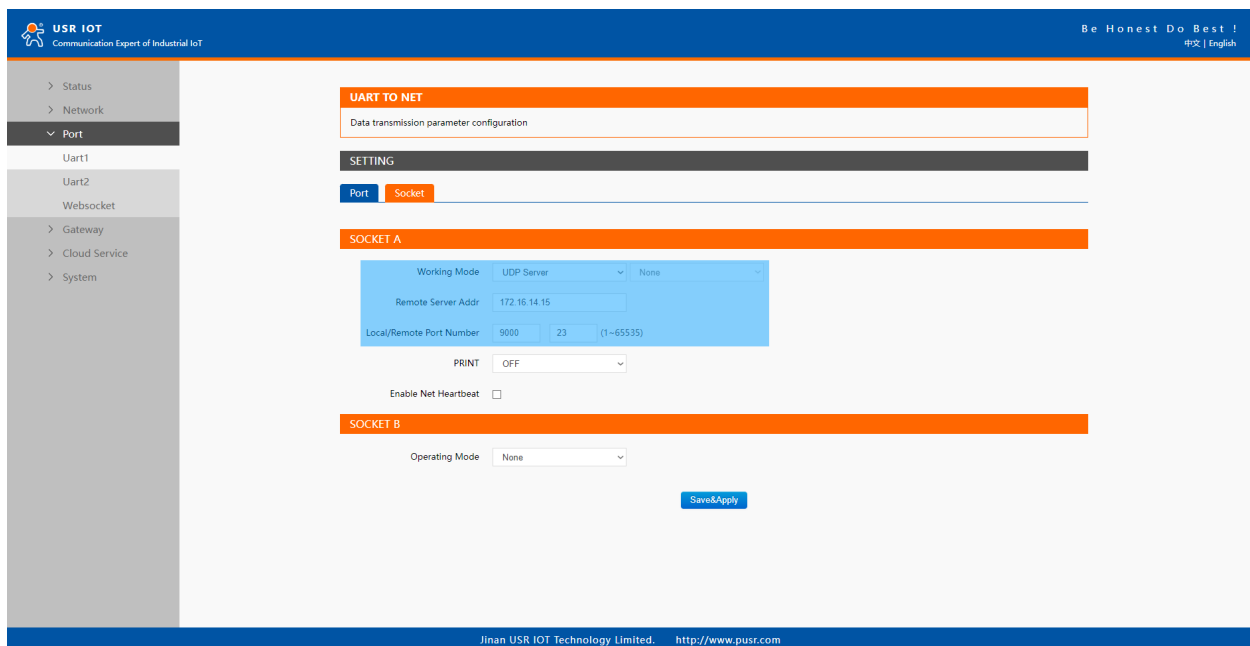 USR IOT
Communication Expert of Industrial IoT
Be Honest Do Best !
中文 | English
Status
Network
Port
Uart1
Uart2
Websocket
Gateway
Cloud Service
System
UART TO NET
Data transmission parameter configuration
SETTING
Port Socket
SOCKET A
Working Mode UDP Server None
Remote Server Addr 172.16.14.15
Local/Remote Port Number 9000 23 (1~65535)
PRINT OFF
Enable Net Heartbeat
SOCKET B
Operating Mode None
Save&Apply
Jinan USR IOT Technology Limited. http://www.pusr.com